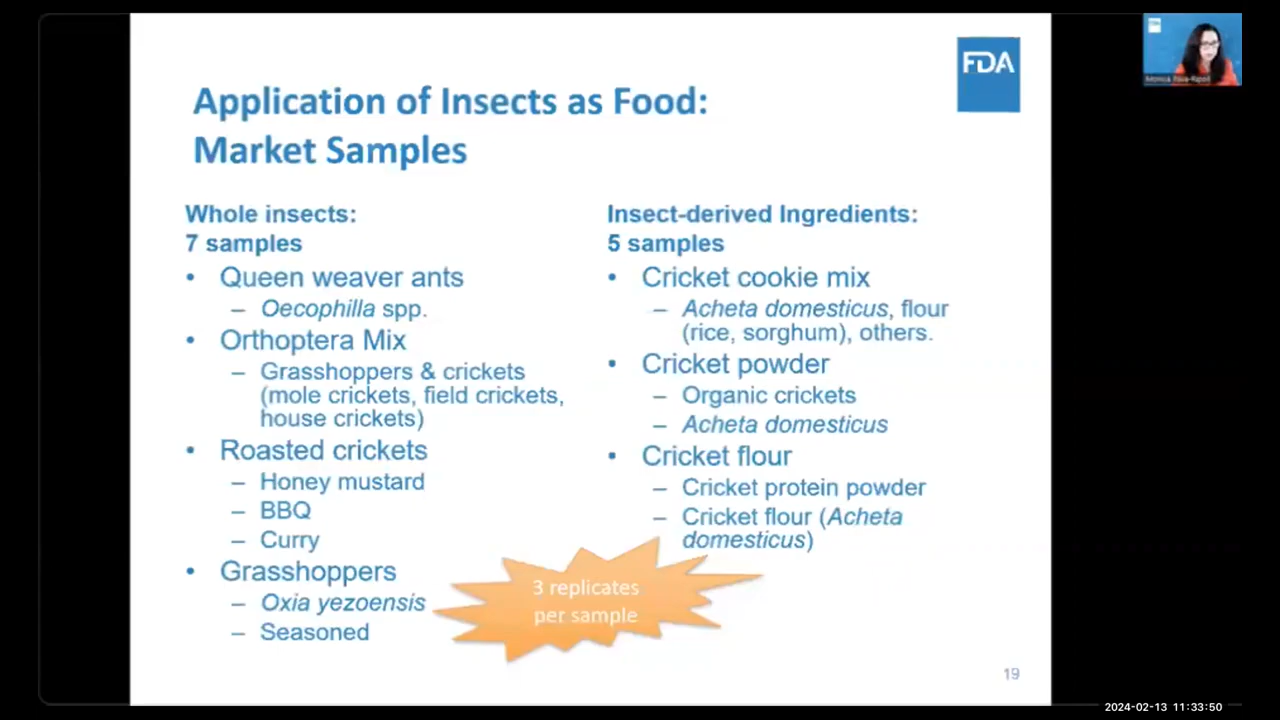 FDA
Application of Insects as Food:
Market Samples
Whole insects:
7 samples
• Queen weaver ants
– Oecophilla spp.
• Orthoptera Mix
– Grasshoppers & crickets
(mole crickets, field crickets,
house crickets)
• Roasted crickets
– Honey mustard
– BBQ
– Curry
• Grasshoppers
– Oxia yezoensis
– Seasoned
Insect-derived Ingredients:
5 samples
• Cricket cookie mix
– Acheta domesticus, flour
(rice, sorghum), others.
• Cricket powder
– Organic crickets
– Acheta domesticus
• Cricket flour
– Cricket protein powder
– Cricket flour (Acheta
domesticus)
3 replicates
per sample
19
2024-02-13 11:33:50